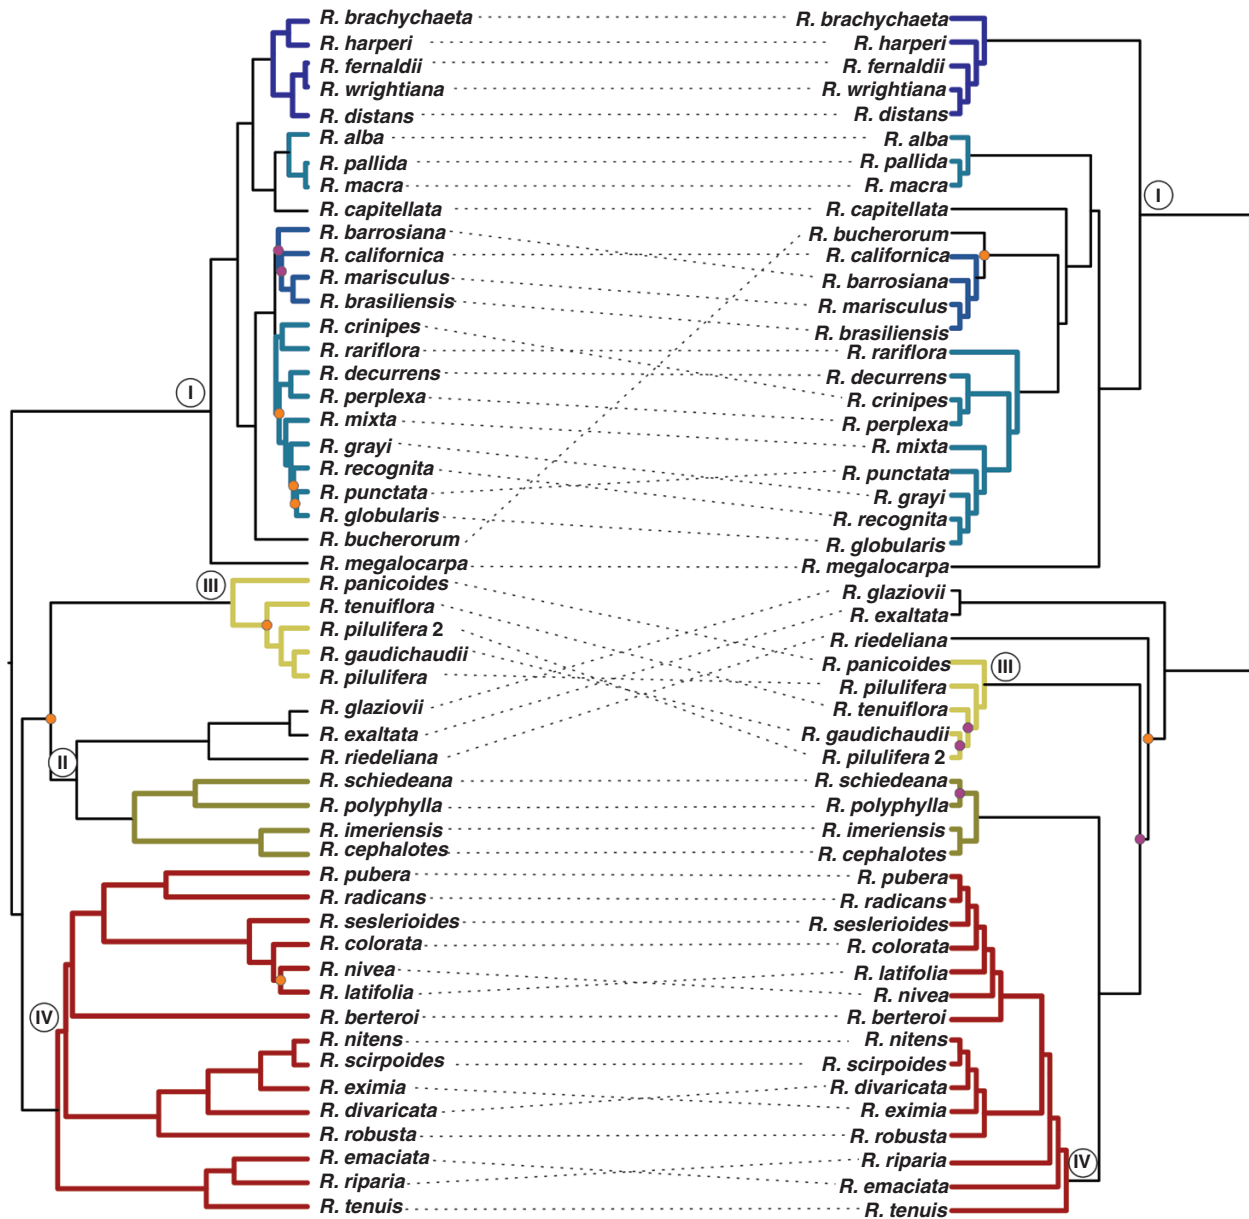 R. brachychaeta R. brachychaeta
R. harperi R. harperi
R. fernaldii R. fernaldii
R. wrightiana R. wrightiana
R. distans R. distans
R. alba R. alba
R. pallida R. pallida
R. macra R. macra
I
R. capitellata R. capitellata
R. barrosiana R. bucherorum
R. californica R. californica
R. marisculus R. barrosiana
R. brasiliensis R. marisculus
R. crinipes R. brasiliensis
R. rariflora R. rariflora
R. decurrens R. decurrens
I
R. perplexa R. crinipes
R. mixta R. perplexa
R. grayi R. mixta
R. recognita R. punctata
R. punctata R. grayi
R. globularis R. recognita
R. bucherorum R. globularis
R. megalocarpa R. megalocarpa
III
R. panicoides R. glaziovii
R. tenuiflora R. exaltata
R. pilulifera 2 R. riedeliana
R. gaudichaudii R. panicoides
III
R. pilulifera R. pilulifera
R. glaziovii R. tenuiflora
R. exaltata R. gaudichaudii
II
R. riedeliana R. pilulifera 2
R. schiedeana R. schiedeana
R. polyphylla R. polyphylla
R. imeriensis R. imeriensis
R. cephalotes R. cephalotes
R. pubera R. pubera
R. radicans R. radicans
R. seslerioides R. seslerioides
R. colorata R. colorata
R. nivea R. latifolia
R. latifolia R. nivea
IV
R. berteroi R. berteroi
R. nitens R. nitens
R. scirpoides R. scirpoides
R. eximia R. divaricata
R. divaricata R. eximia
R. robusta R. robusta
R. emaciata R. riparia
IV
R. riparia R. emaciata
R. tenuis R. tenuis